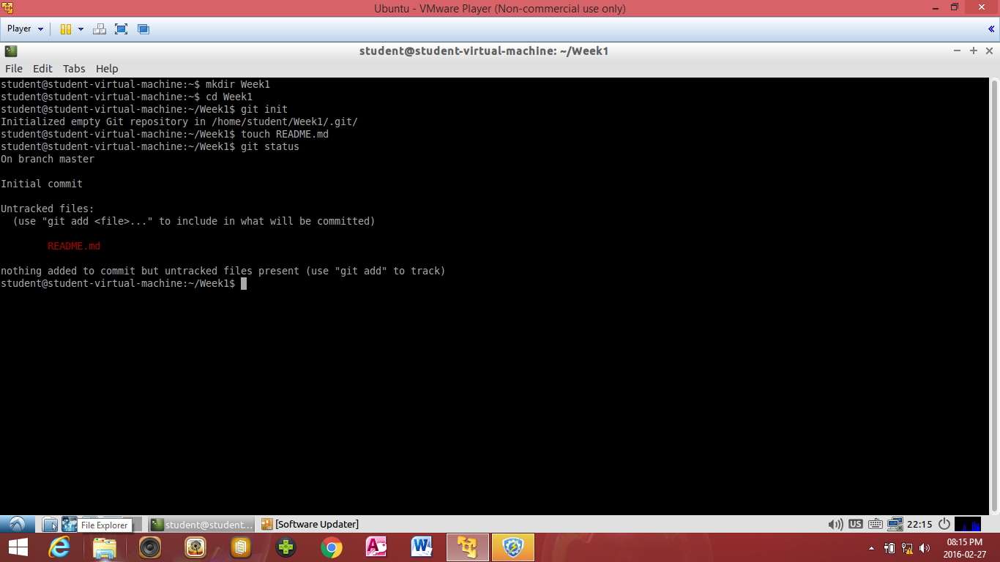 Ubuntu - VMware Player (Non-commercial use only)
Player
student@student-virtual-machine: ~/Week1
File Edit Tabs Help
student@student-virtual-machine:~$ mkdir Week1
student@student-virtual-machine:~$ cd Week1
student@student-virtual-machine:~/Week1$ git init
Initialized empty Git repository in /home/student/Week1/.git/
student@student-virtual-machine:~/Week1$ touch README.md
student@student-virtual-machine:~/Week1$ git status
On branch master
Initial commit
Untracked files:
  (use "git add <file>..." to include in what will be committed)
        README.md
nothing added to commit but untracked files present (use "git add" to track)
student@student-virtual-machine:~/Week1$
File Explorer
student@student...
[Software Updater]
US
22:15
08:15 PM
2016-02-27